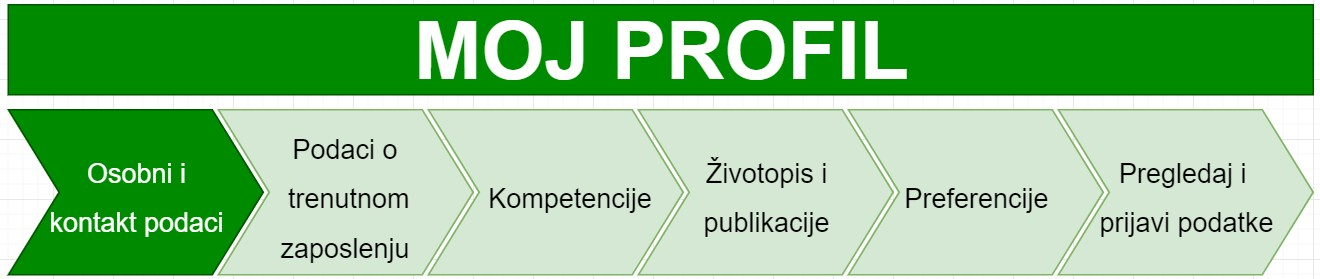 MOJ PROFIL
Osobni i
kontakt podaci
Podaci o
trenutnom
zaposlenju
Kompetencije
Životopis i
publikacije
Preferencije
Pregledaj i
prijavi podatke